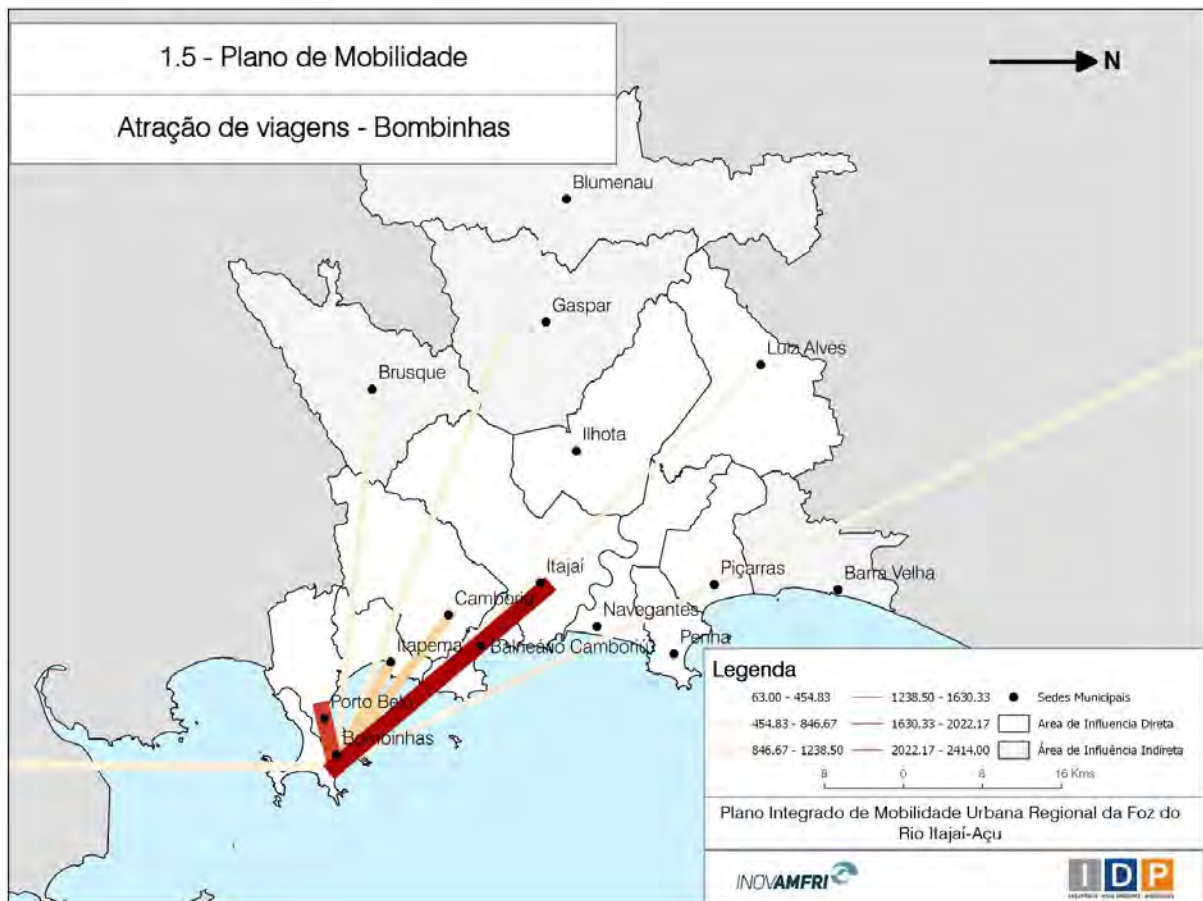 1.5 - Plano de Mobilidade
Atração de viagens - Bombinhas
N
Blumenau
Gaspar
Luiz Alves
Brusque
Ilhota
Itajaí
Piçarras
Barra Velha
Camboriú
Navegantes
Itapema
Balneário Camboriú
Penha
Porto Belo
Bombinhas
Legenda
63.00 - 454.83
1238.50 - 1630.33
Sedes Municipais
454.83 - 846.67
1630.33 - 2022.17
Area de Influencia Direta
846.67 - 1238.50
2022.17 - 2414.00
Área de Influência Indireta
8 0 8 16 Kms
Plano Integrado de Mobilidade Urbana Regional da Foz do
Rio Itajaí-Açu
INOVAMFRI
IDP